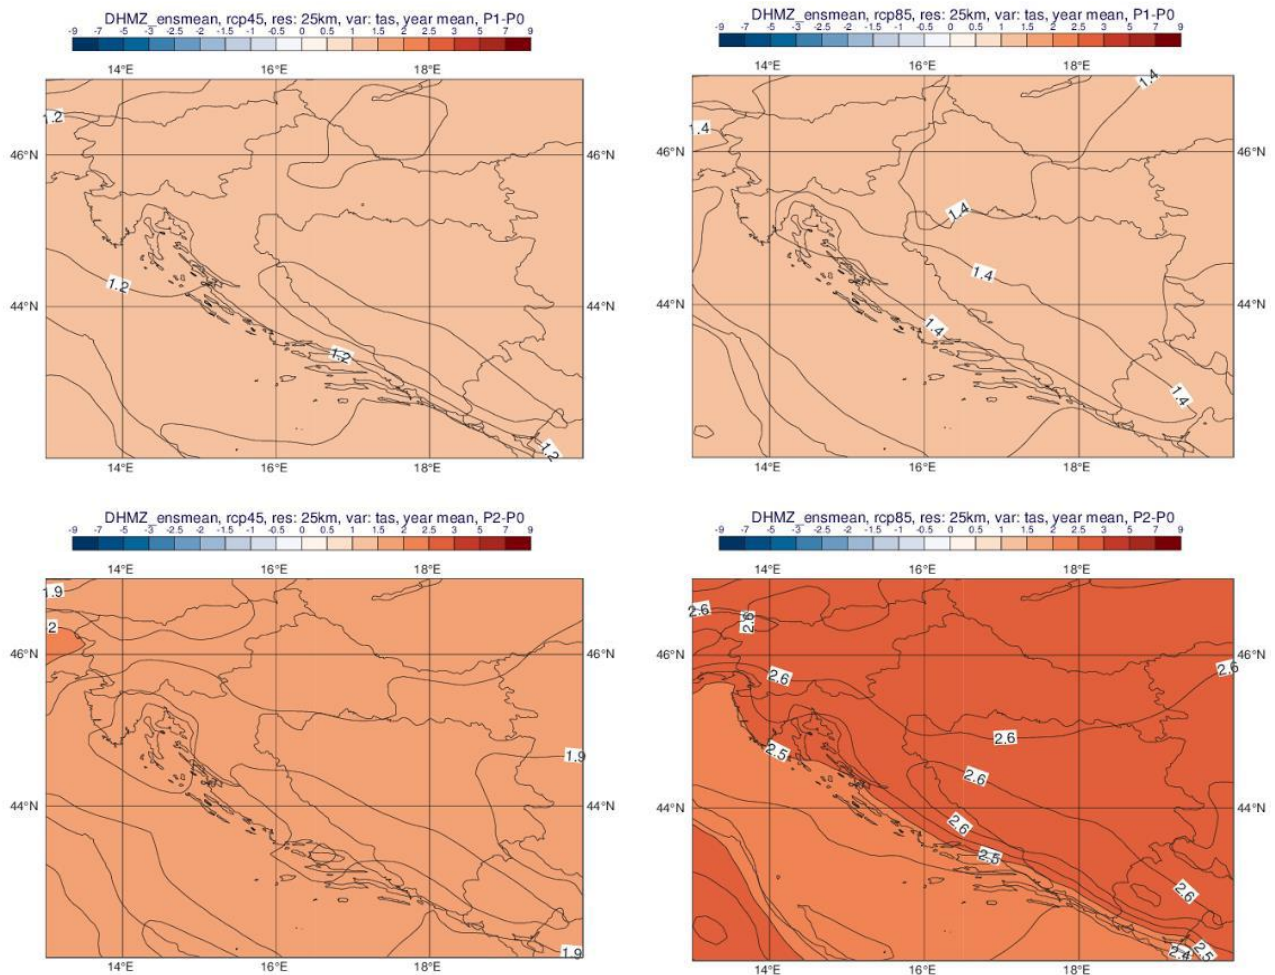 DHMZ_ensmean, rcp45, res: 25km, var: tas, year mean, P1-P0
-9 -7 -5 -3 -2.5 -2 -1.5 -1 -0.5 0 0.5 1 1.5 2 2.5 3 5 7 9
14°E 16°E 18°E
1.2
46°N 46°N
1.2
44°N 44°N
1.2
1.2
14°E 16°E 18°E
DHMZ_ensmean, rcp85, res: 25km, var: tas, year mean, P1-P0
-9 -7 -5 -3 -2.5 -2 -1.5 -1 -0.5 0 0.5 1 1.5 2 2.5 3 5 7 9
14°E 16°E 18°E
1.4
1.4
46°N 46°N
1.4
1.4
44°N 44°N
1.4
1.4
14°E 16°E 18°E
DHMZ_ensmean, rcp45, res: 25km, var: tas, year mean, P2-P0
-9 -7 -5 -3 -2.5 -2 -1.5 -1 -0.5 0 0.5 1 1.5 2 2.5 3 5 7 9
14°E 16°E 18°E
1.9
2
46°N 46°N
1.9
44°N 44°N
1.9
14°E 16°E 18°E
DHMZ_ensmean, rcp85, res: 25km, var: tas, year mean, P2-P0
-9 -7 -5 -3 -2.5 -2 -1.5 -1 -0.5 0 0.5 1 1.5 2 2.5 3 5 7 9
14°E 16°E 18°E
2.6
2.6
46°N 46°N
2.6 2.6
2.6
2.5
2.6
44°N 44°N
2.6
2.5
2.6
2.4 2.5
14°E 16°E 18°E